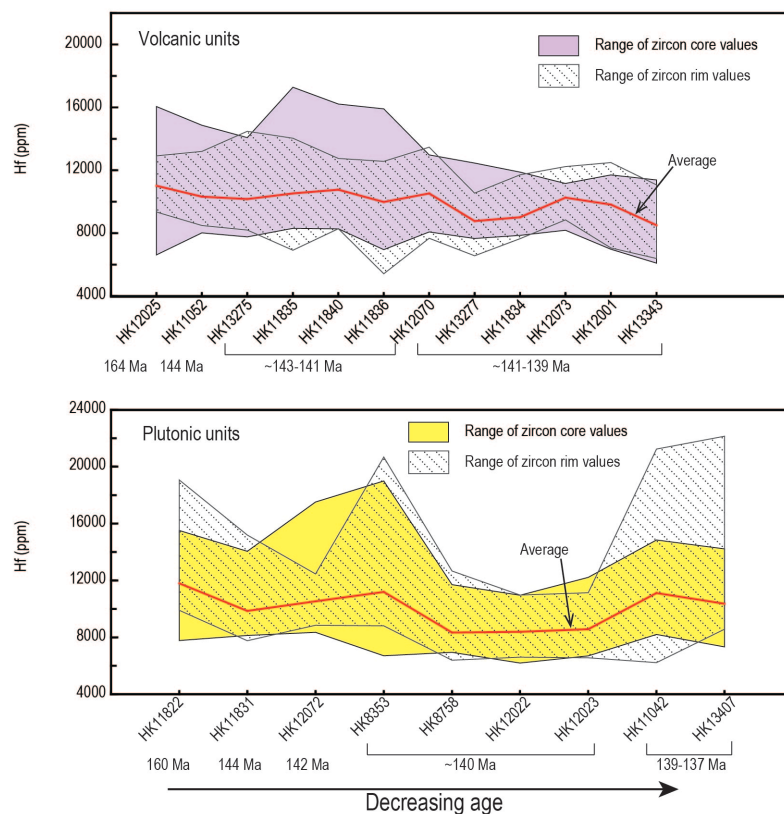 Volcanic units
Range of zircon core values
Range of zircon rim values
Average
Hf (ppm)
20000
16000
12000
8000
4000
HK12025
HK11052
HK13275
HK11835
HK11840
HK11836
HK12070
HK13277
HK11834
HK12073
HK12001
HK13343
164 Ma
144 Ma
~143-141 Ma
~141-139 Ma
Plutonic units
Range of zircon core values
Range of zircon rim values
Average
Hf (ppm)
24000
20000
16000
12000
8000
4000
HK11822
HK11831
HK12072
HK8353
HK8758
HK12022
HK12023
HK11042
HK13407
160 Ma
144 Ma
142 Ma
~140 Ma
139-137 Ma
Decreasing age